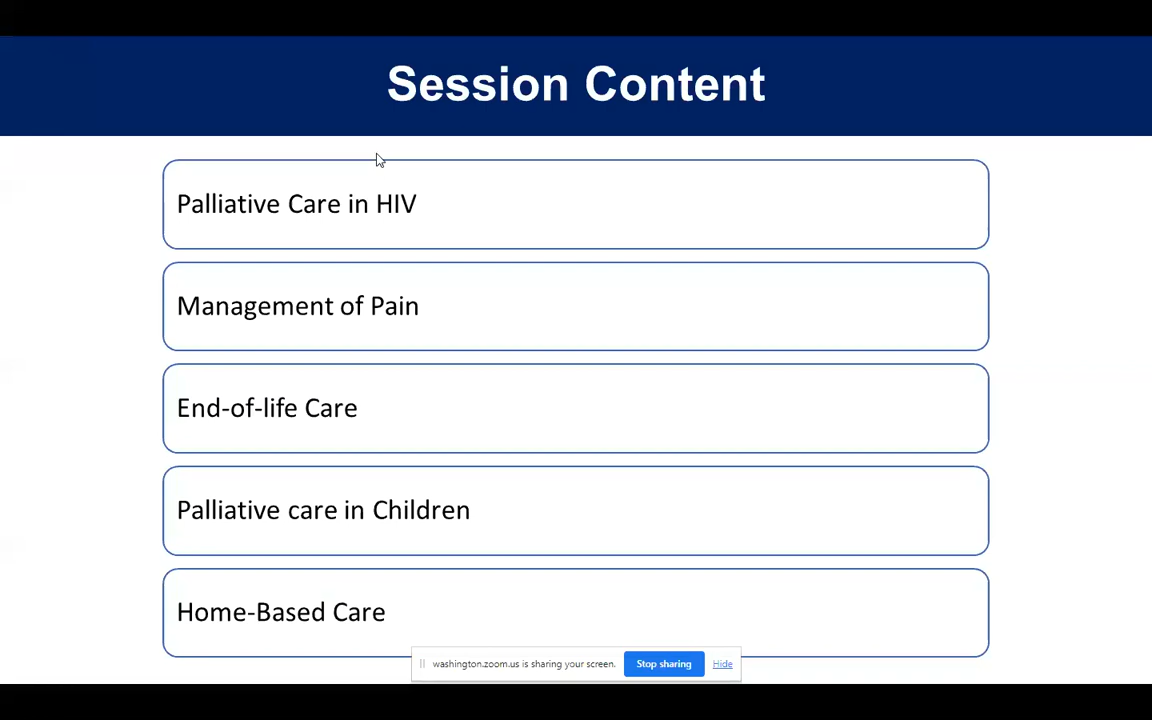 Session Content
Palliative Care in HIV
Management of Pain
End-of-life Care
Palliative care in Children
Home-Based Care
washington.zoom.us is sharing your screen. Stop sharing Hide